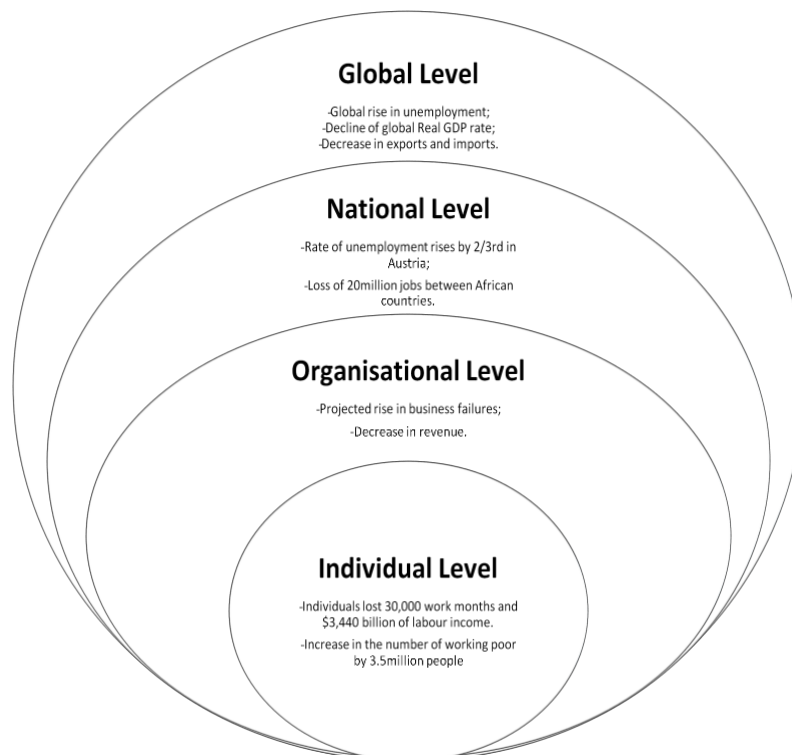 Global Level
-Global rise in unemployment;
-Decline of global Real GDP rate;
-Decrease in exports and imports.
National Level
-Rate of unemployment rises by 2/3rd in
Austria;
-Loss of 20million jobs between African
countries.
Organisational Level
-Projected rise in business failures;
-Decrease in revenue.
Individual Level
-Individuals lost 30,000 work months and
$3,440 billion of labour income.
-Increase in the number of working poor
by 3.5million people